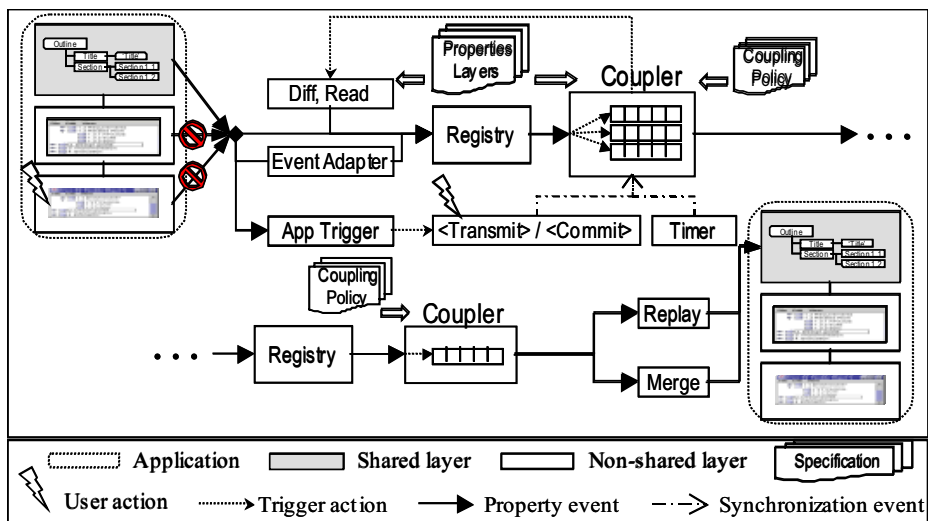 Outline
Title
'Title'
Section
Section 1.1
Section 1.2
Diff, Read
Properties
Layers
Coupler
Coupling
Policy
Registry
Event Adapter
App Trigger
<Transmit> / <Commit>
Timer
Outline
Title
'Title'
Section
Section 1.1
Section 1.2
Coupling
Policy
Coupler
Replay
Registry
Merge
Application
Shared layer
Non-shared layer
Specification
User action
Trigger action
Property event
Synchronization event